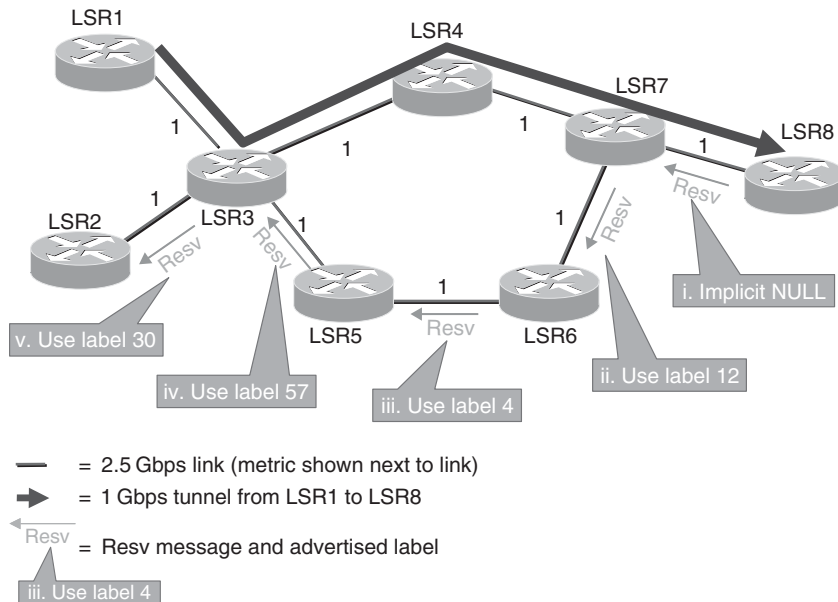 LSR1
LSR4
LSR7
LSR8
1
1
1
1
Resv
LSR3
LSR2
1
1
1
Resv
Resv
Resv
i. Implicit NULL
1
LSR5
LSR6
Resv
v. Use label 30
iv. Use label 57
iii. Use label 4
ii. Use label 12
= 2.5 Gbps link (metric shown next to link)
= 1 Gbps tunnel from LSR1 to LSR8
Resv
= Resv message and advertised label
iii. Use label 4